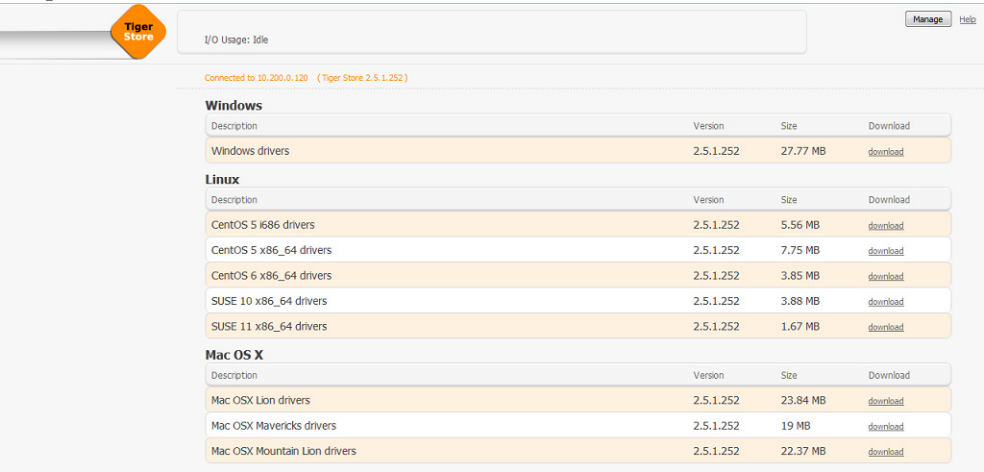 Tiger
Store
I/O Usage: Idle
Manage Help
Connected to 10.200.0.120 (Tiger Store 2.5.1.252)
Windows
Description Version Size Download
Windows drivers 2.5.1.252 27.77 MB download
Linux
Description Version Size Download
CentOS 5 i686 drivers 2.5.1.252 5.56 MB download
CentOS 5 x86_64 drivers 2.5.1.252 7.75 MB download
CentOS 6 x86_64 drivers 2.5.1.252 3.85 MB download
SUSE 10 x86_64 drivers 2.5.1.252 3.88 MB download
SUSE 11 x86_64 drivers 2.5.1.252 1.67 MB download
Mac OS X
Description Version Size Download
Mac OSX Lion drivers 2.5.1.252 23.84 MB download
Mac OSX Mavericks drivers 2.5.1.252 19 MB download
Mac OSX Mountain Lion drivers 2.5.1.252 22.37 MB download